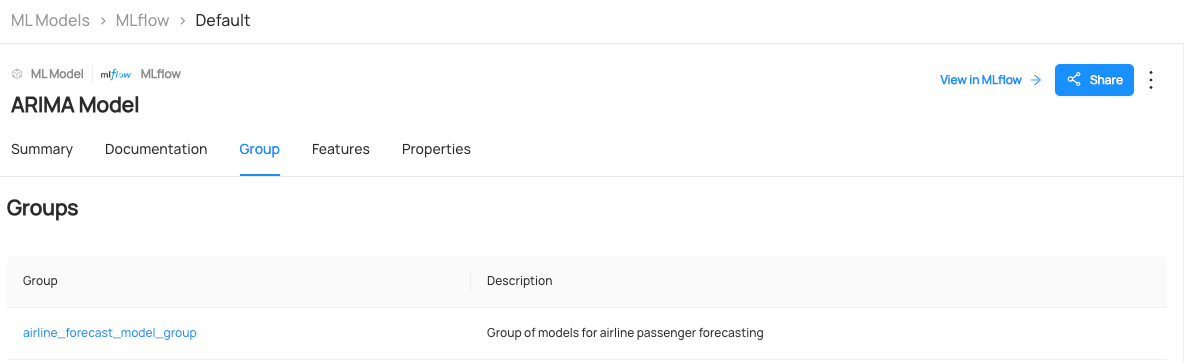 ML Models > MLflow > Default
ML Model mlflow MLflow
View in MLflow → Share
ARIMA Model
Summary Documentation Group Features Properties
Groups
Group Description
airline_forecast_model_group Group of models for airline passenger forecasting